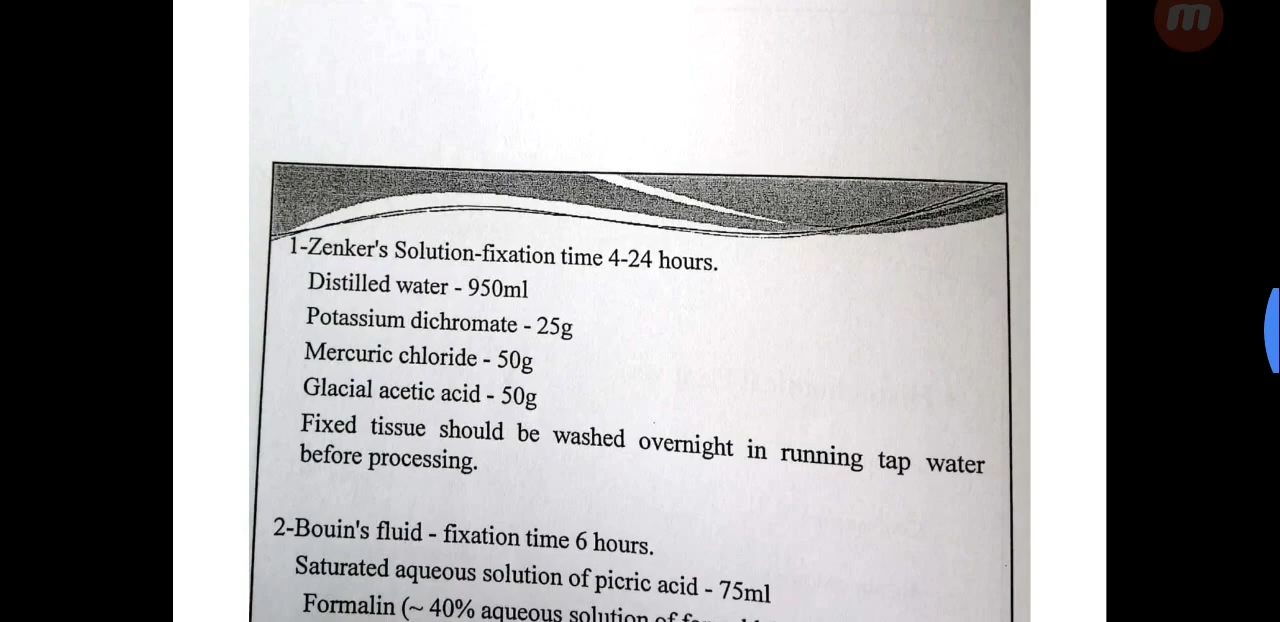 1-Zenker's Solution-fixation time 4-24 hours.
Distilled water - 950ml
Potassium dichromate - 25g
Mercuric chloride - 50g
Glacial acetic acid - 50g
Fixed tissue should be washed overnight in running tap water
before processing.
2-Bouin's fluid - fixation time 6 hours.
Saturated aqueous solution of picric acid - 75ml
Formalin (~ 40% aqueous solution of